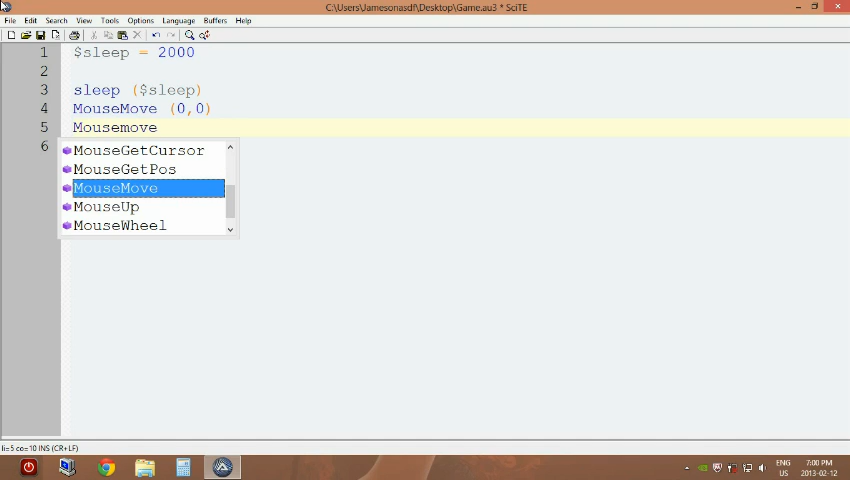 C:\Users\Jamesonasdf\Desktop\Game.au3 * SciTE
File Edit Search View Tools Options Language Buffers Help
1 $sleep = 2000
2
3 sleep ($sleep)
4 MouseMove (0,0)
5 Mousemove
6
MouseGetCursor
MouseGetPos
MouseMove
MouseUp
MouseWheel
li=5 co=10 INS (CR+LF)
ENG 7:00 PM
US 2013-02-12